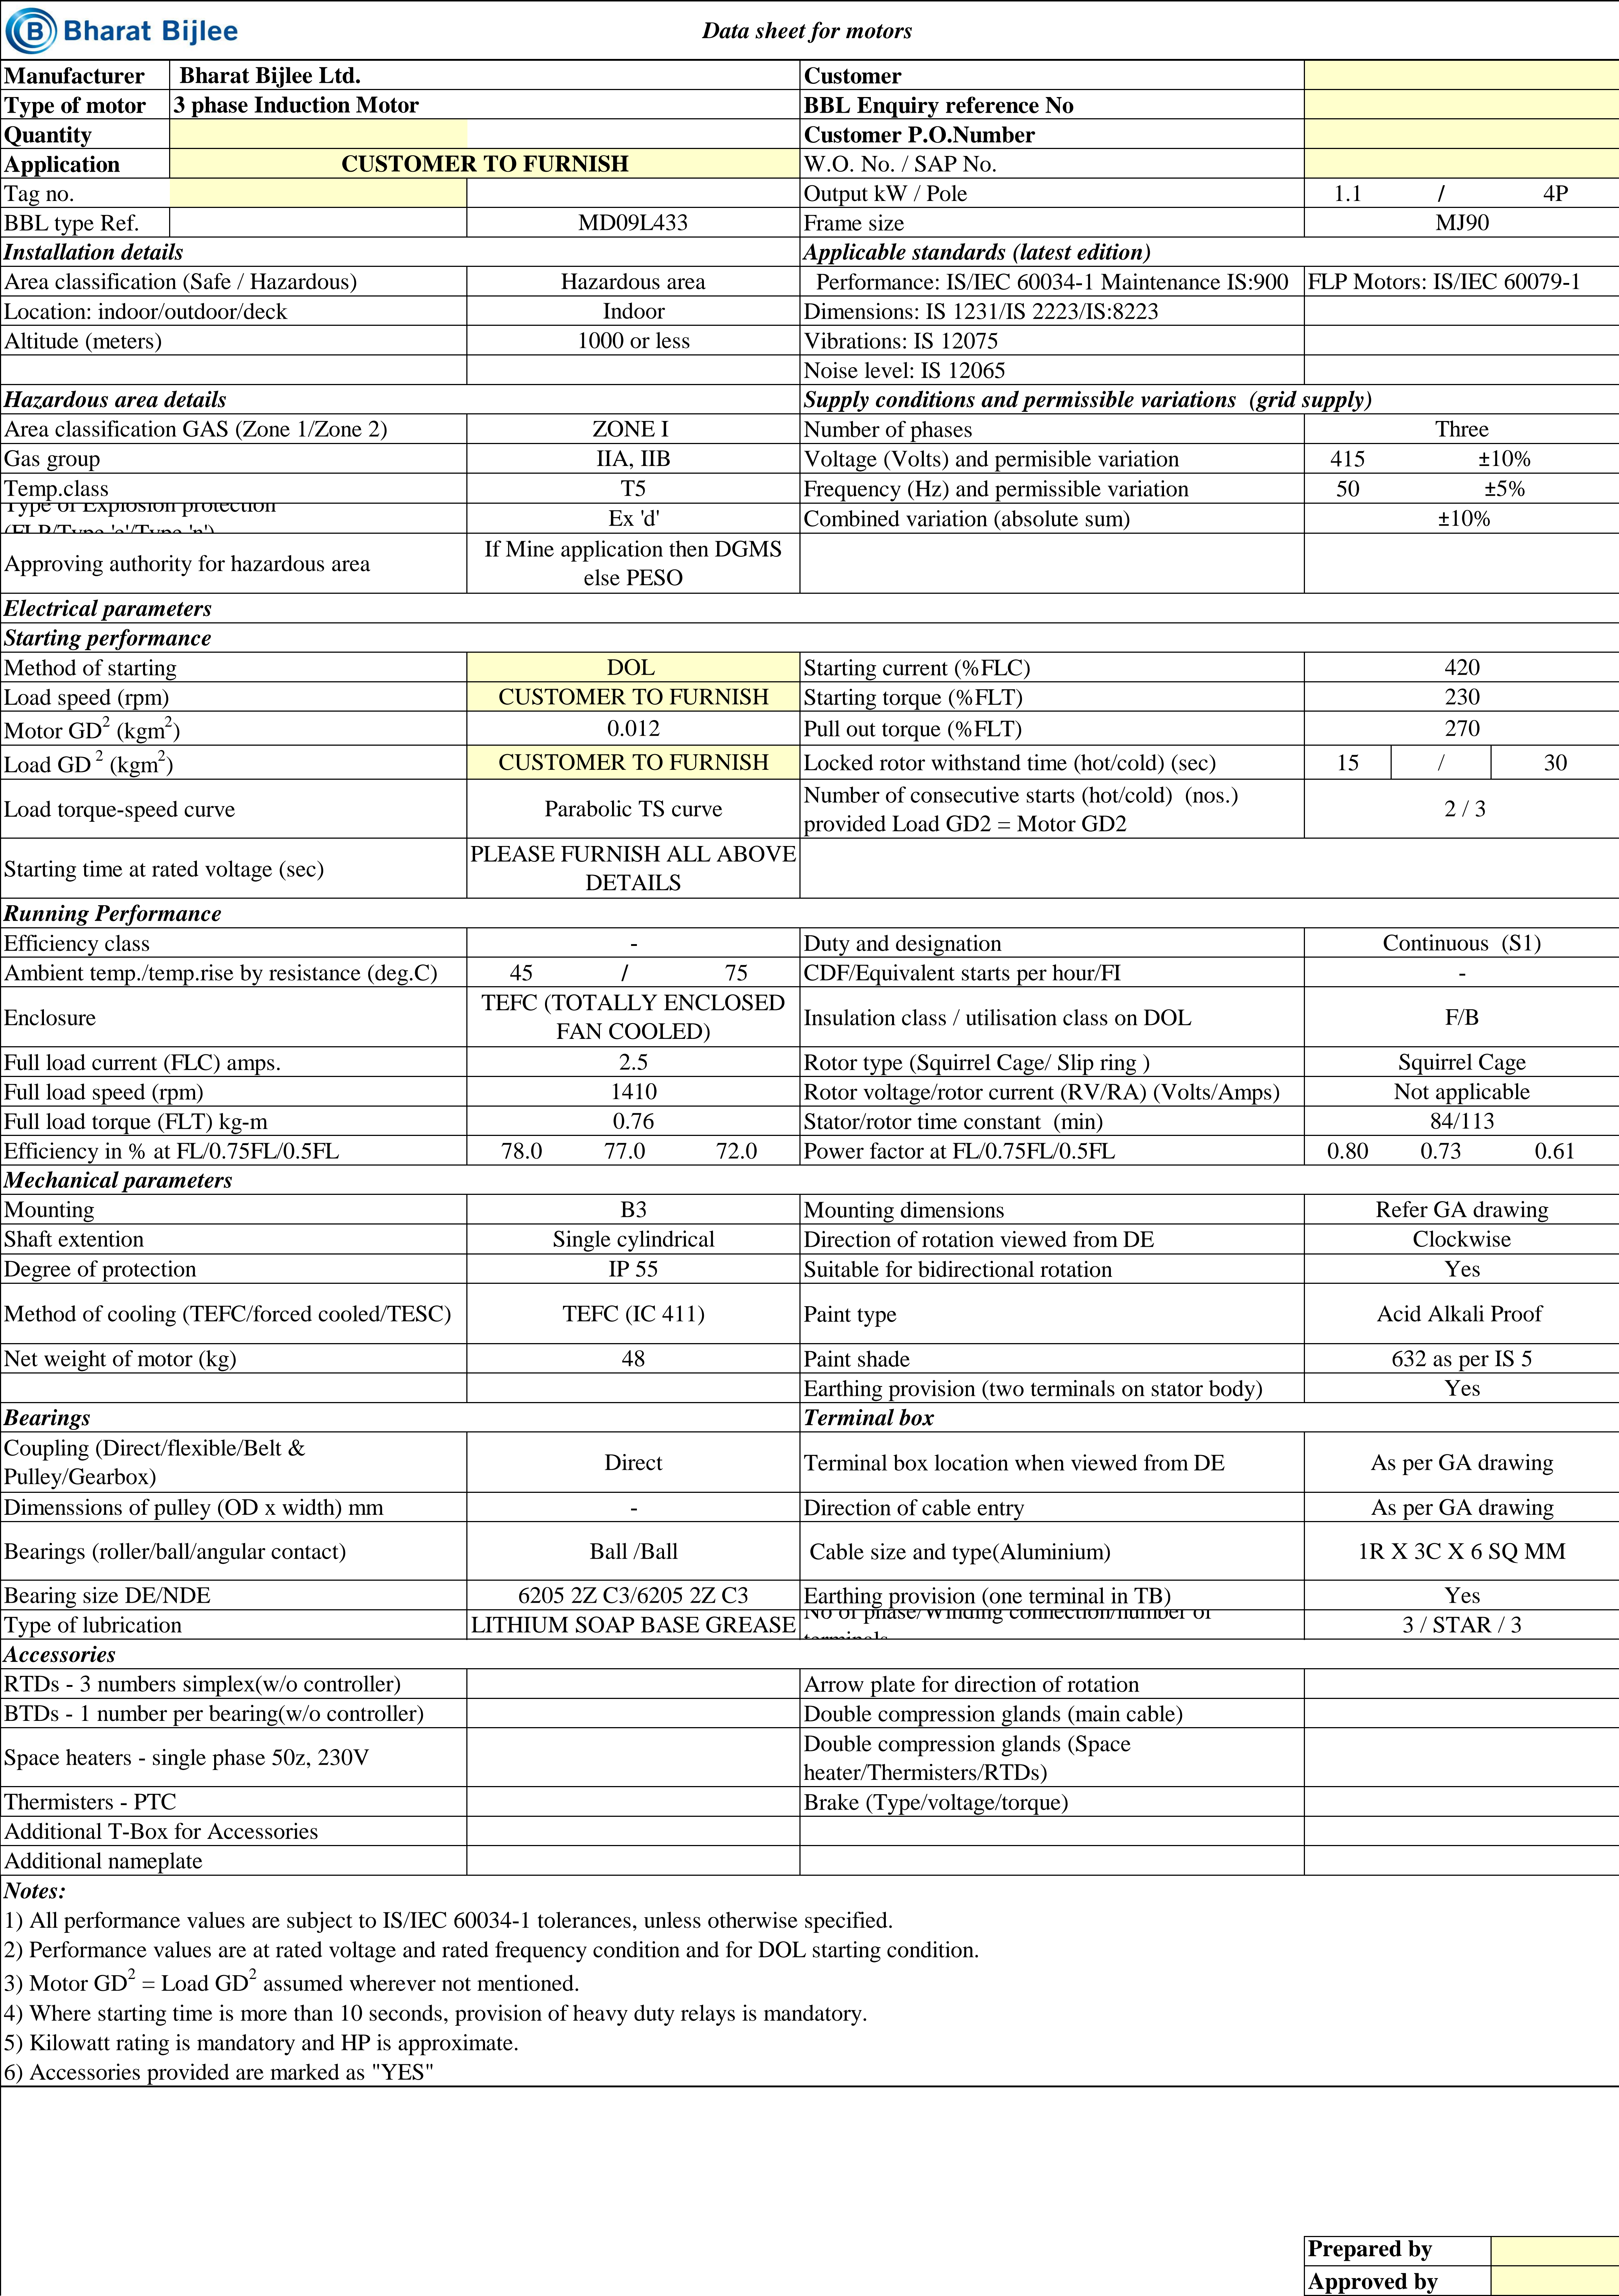 B Bharat Bijlee
Data sheet for motors
Manufacturer Bharat Bijlee Ltd. Customer
Type of motor 3 phase Induction Motor BBL Enquiry reference No
Quantity Customer P.O.Number
Application CUSTOMER TO FURNISH W.O. No. / SAP No.
Tag no. Output kW / Pole 1.1 / 4P
BBL type Ref. MD09L433 Frame size MJ90
Installation details Applicable standards (latest edition)
Area classification (Safe / Hazardous) Hazardous area Performance: IS/IEC 60034-1 Maintenance IS:900 FLP Motors: IS/IEC 60079-1
Location: indoor/outdoor/deck Indoor Dimensions: IS 1231/IS 2223/IS:8223
Altitude (meters) 1000 or less Vibrations: IS 12075
Noise level: IS 12065
Hazardous area details Supply conditions and permissible variations (grid supply)
Area classification GAS (Zone 1/Zone 2) ZONE I Number of phases Three
Gas group IIA, IIB Voltage (Volts) and permisible variation 415 ±10%
Temp.class T5 Frequency (Hz) and permissible variation 50 ±5%
Type of Explosion protection
(FLP/Type 'e'/Type 'n') Ex 'd' Combined variation (absolute sum) ±10%
Approving authority for hazardous area If Mine application then DGMS
else PESO
Electrical parameters
Starting performance
Method of starting DOL Starting current (%FLC) 420
Load speed (rpm) CUSTOMER TO FURNISH Starting torque (%FLT) 230
Motor GD² (kgm²) 0.012 Pull out torque (%FLT) 270
Load GD ² (kgm²) CUSTOMER TO FURNISH Locked rotor withstand time (hot/cold) (sec) 15 / 30
Load torque-speed curve Parabolic TS curve Number of consecutive starts (hot/cold) (nos.)
provided Load GD2 = Motor GD2 2 / 3
Starting time at rated voltage (sec) PLEASE FURNISH ALL ABOVE
DETAILS
Running Performance
Efficiency class - Duty and designation Continuous (S1)
Ambient temp./temp.rise by resistance (deg.C) 45 / 75 CDF/Equivalent starts per hour/FI -
Enclosure TEFC (TOTALLY ENCLOSED
FAN COOLED) Insulation class / utilisation class on DOL F/B
Full load current (FLC) amps. 2.5 Rotor type (Squirrel Cage/ Slip ring ) Squirrel Cage
Full load speed (rpm) 1410 Rotor voltage/rotor current (RV/RA) (Volts/Amps) Not applicable
Full load torque (FLT) kg-m 0.76 Stator/rotor time constant (min) 84/113
Efficiency in % at FL/0.75FL/0.5FL 78.0 77.0 72.0 Power factor at FL/0.75FL/0.5FL 0.80 0.73 0.61
Mechanical parameters
Mounting B3 Mounting dimensions Refer GA drawing
Shaft extention Single cylindrical Direction of rotation viewed from DE Clockwise
Degree of protection IP 55 Suitable for bidirectional rotation Yes
Method of cooling (TEFC/forced cooled/TESC) TEFC (IC 411) Paint type Acid Alkali Proof
Net weight of motor (kg) 48 Paint shade 632 as per IS 5
Earthing provision (two terminals on stator body) Yes
Bearings Terminal box
Coupling (Direct/flexible/Belt &
Pulley/Gearbox) Direct Terminal box location when viewed from DE As per GA drawing
Dimenssions of pulley (OD x width) mm - Direction of cable entry As per GA drawing
Bearings (roller/ball/angular contact) Ball /Ball Cable size and type(Aluminium) 1R X 3C X 6 SQ MM
Bearing size DE/NDE 6205 2Z C3/6205 2Z C3 Earthing provision (one terminal in TB) Yes
Type of lubrication LITHIUM SOAP BASE GREASE No of phase/Winding connection/number of
terminals 3 / STAR / 3
Accessories
RTDs - 3 numbers simplex(w/o controller) Arrow plate for direction of rotation
BTDs - 1 number per bearing(w/o controller) Double compression glands (main cable)
Space heaters - single phase 50z, 230V Double compression glands (Space
heater/Thermisters/RTDs)
Thermisters - PTC Brake (Type/voltage/torque)
Additional T-Box for Accessories
Additional nameplate
Notes:
1) All performance values are subject to IS/IEC 60034-1 tolerances, unless otherwise specified.
2) Performance values are at rated voltage and rated frequency condition and for DOL starting condition.
3) Motor GD² = Load GD² assumed wherever not mentioned.
4) Where starting time is more than 10 seconds, provision of heavy duty relays is mandatory.
5) Kilowatt rating is mandatory and HP is approximate.
6) Accessories provided are marked as "YES"
Prepared by
Approved by